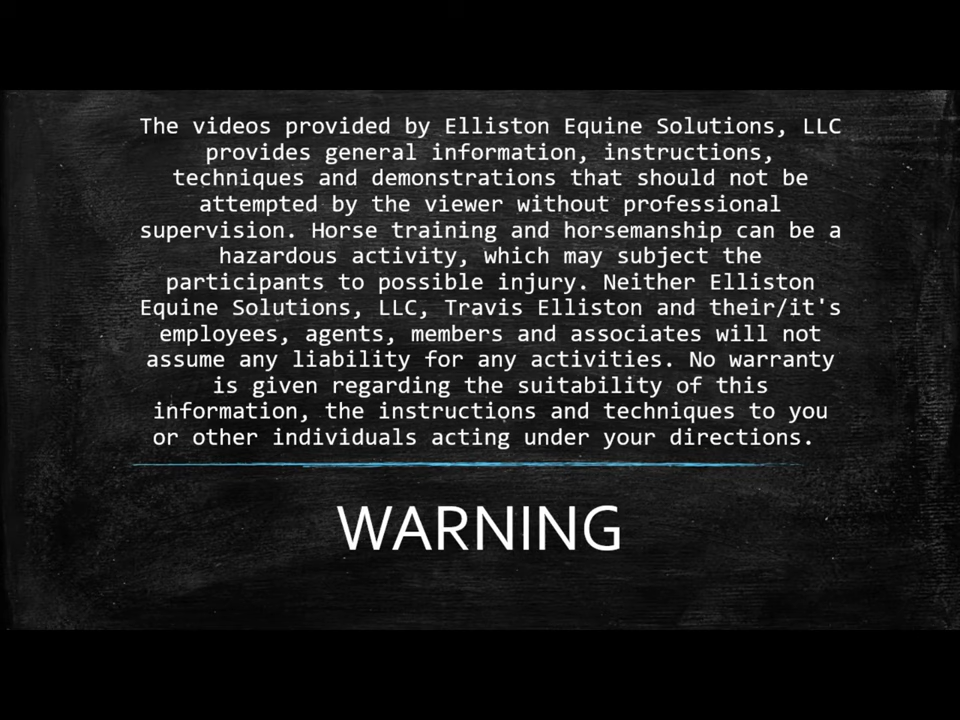 The videos provided by Elliston Equine Solutions, LLC
provides general information, instructions,
techniques and demonstrations that should not be
attempted by the viewer without professional
supervision. Horse training and horsemanship can be a
hazardous activity, which may subject the
participants to possible injury. Neither Elliston
Equine Solutions, LLC, Travis Elliston and their/it's
employees, agents, members and associates will not
assume any liability for any activities. No warranty
is given regarding the suitability of this
information, the instructions and techniques to you
or other individuals acting under your directions.
WARNING